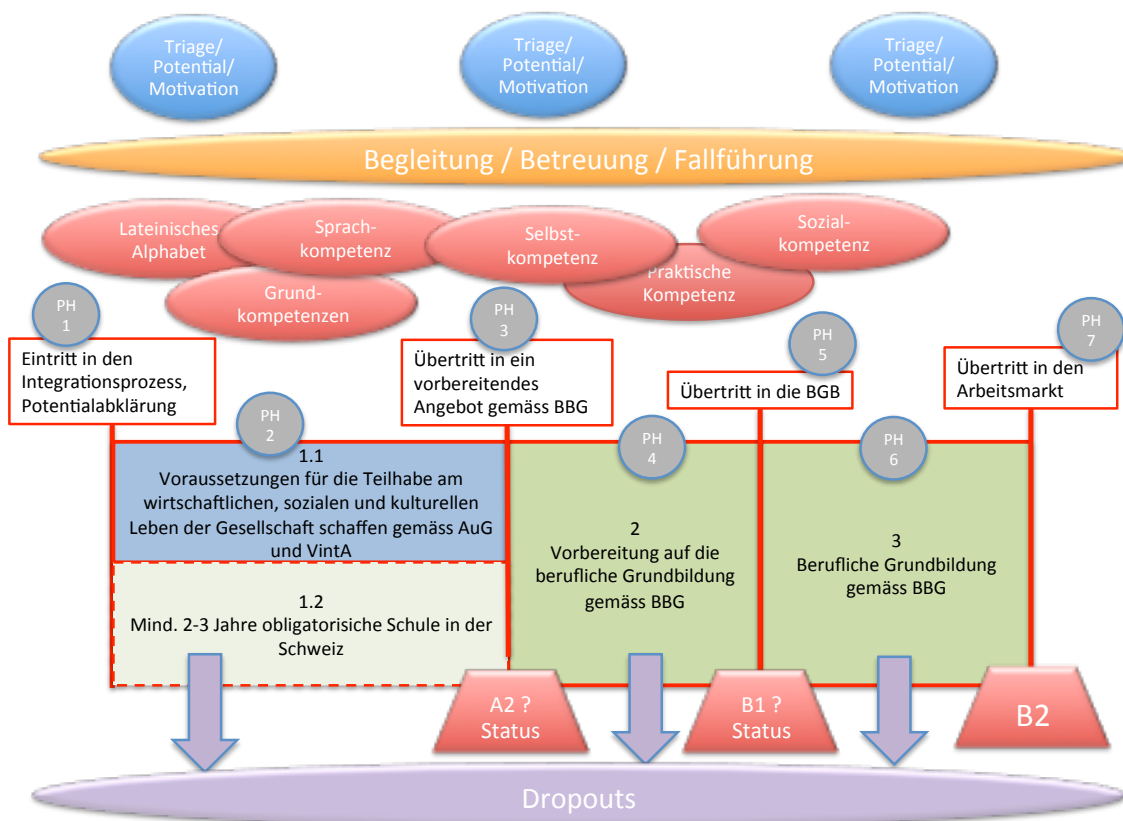 Triage/
Potential/
Motivation
Triage/
Potential/
Motivation
Triage/
Potential/
Motivation
Begleitung / Betreuung / Fallführung
Lateinisches
Alphabet
Sprach-
kompetenz
Selbst-
kompetenz
Sozial-
kompetenz
Grund-
kompetenzen
Praktische
Kompetenz
PH
1
Eintritt in den
Integrationsprozess,
Potentialabklärung
PH
2
PH
3
Übertritt in ein
vorbereitendes
Angebot gemäss BBG
PH
4
PH
5
Übertritt in die BGB
PH
6
PH
7
Übertritt in den
Arbeitsmarkt
1.1
Voraussetzungen für die Teilhabe am
wirtschaftlichen, sozialen und kulturellen
Leben der Gesellschaft schaffen gemäss AuG
und VintA
1.2
Mind. 2-3 Jahre obligatorisiche Schule in der
Schweiz
2
Vorbereitung auf die
berufliche Grundbildung
gemäss BBG
3
Berufliche Grundbildung
gemäss BBG
A2 ?
Status
B1 ?
Status
B2
Dropouts